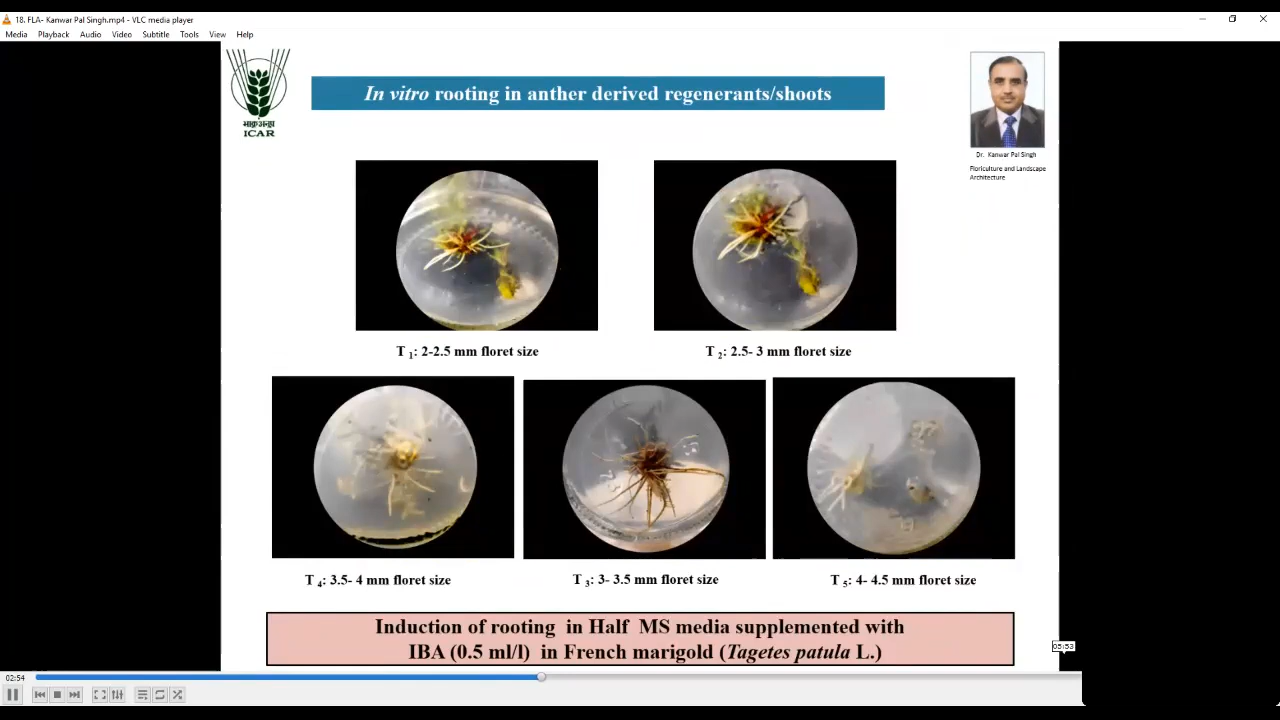 18. FLA- Kanwar Pal Singh.mp4 - VLC media player
Media Playback Audio Video Subtitle Tools View Help
भाकृअनुप
ICAR
In vitro rooting in anther derived regenerants/shoots
Dr. Kanwar Pal Singh
Floriculture and Landscape
Architecture
T 1: 2-2.5 mm floret size
T 2: 2.5- 3 mm floret size
T 4: 3.5- 4 mm floret size
T 3: 3- 3.5 mm floret size
T 5: 4- 4.5 mm floret size
Induction of rooting in Half MS media supplemented with
IBA (0.5 ml/l) in French marigold (Tagetes patula L.)
05:53
02:54